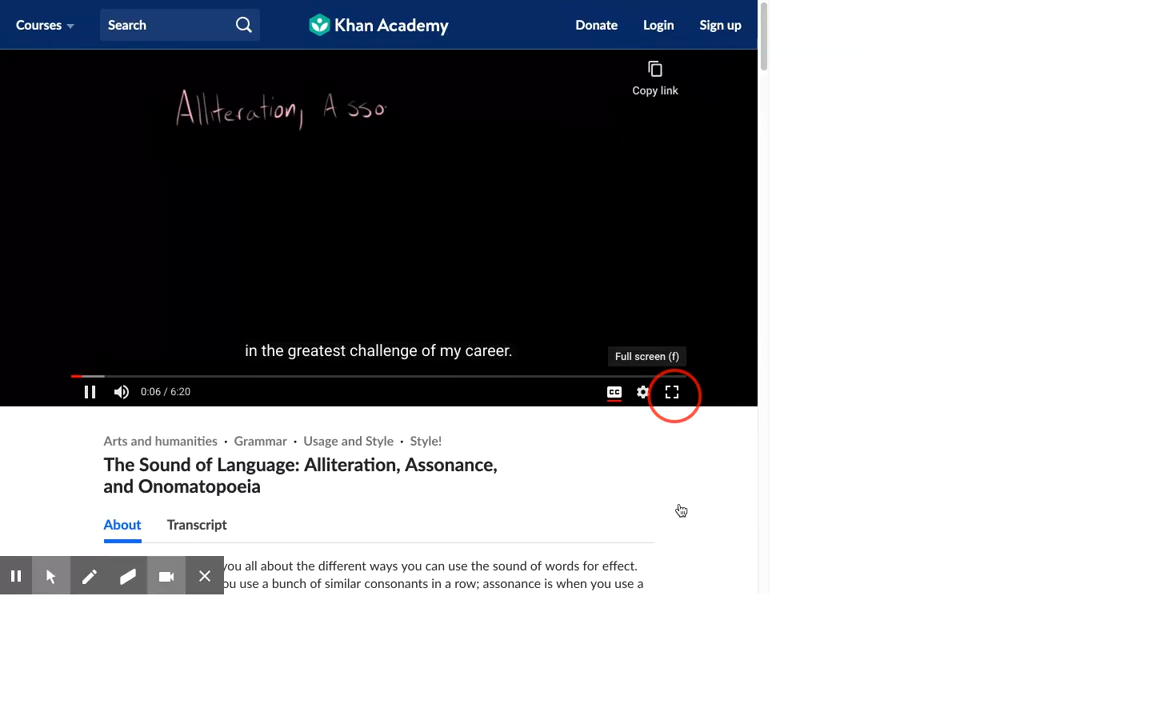 Courses
Search
Khan Academy
Donate
Login
Sign up
Alliteration, Asso
Copy link
in the greatest challenge of my career.
Full screen (f)
0:06 / 6:20
CC
Arts and humanities • Grammar • Usage and Style • Style!
The Sound of Language: Alliteration, Assonance,
and Onomatopoeia
About
Transcript
you all about the different ways you can use the sound of words for effect.
ou use a bunch of similar consonants in a row; assonance is when you use a